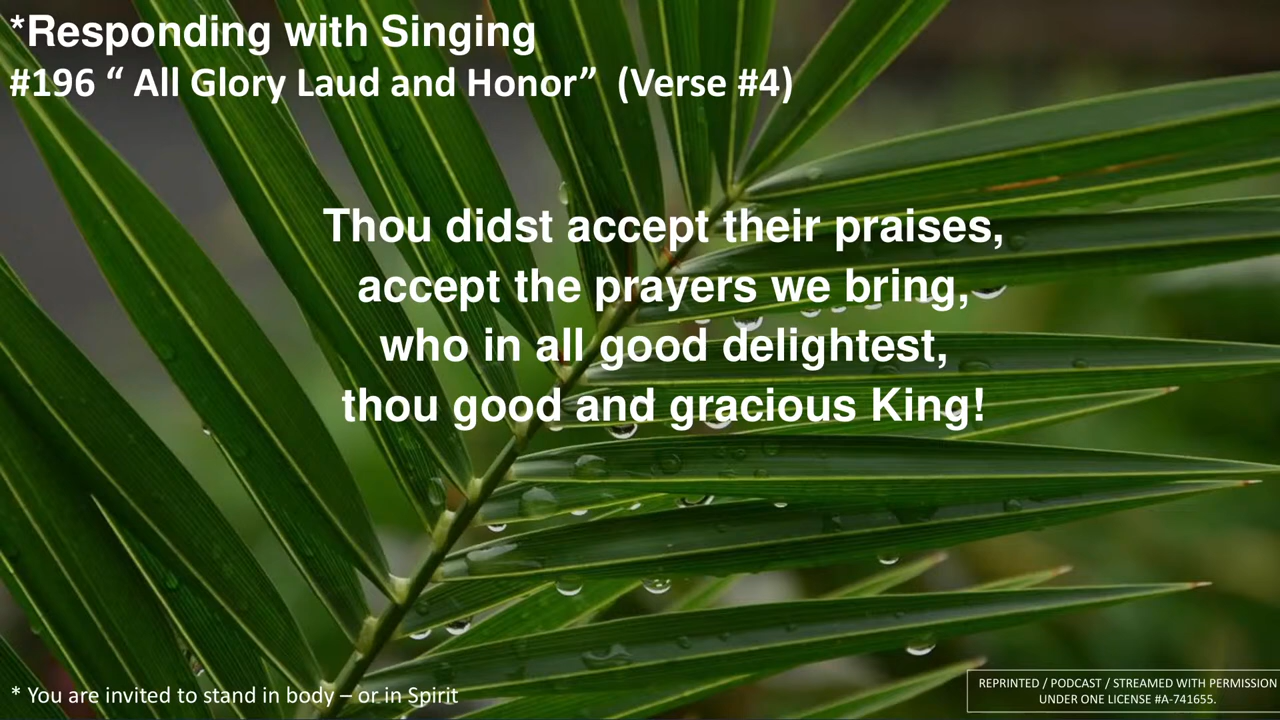 *Responding with Singing
#196 “ All Glory Laud and Honor”  (Verse #4)
Thou didst accept their praises,
accept the prayers we bring,
who in all good delightest,
thou good and gracious King!
* You are invited to stand in body – or in Spirit
REPRINTED / PODCAST / STREAMED WITH PERMISSION
UNDER ONE LICENSE #A-741655.